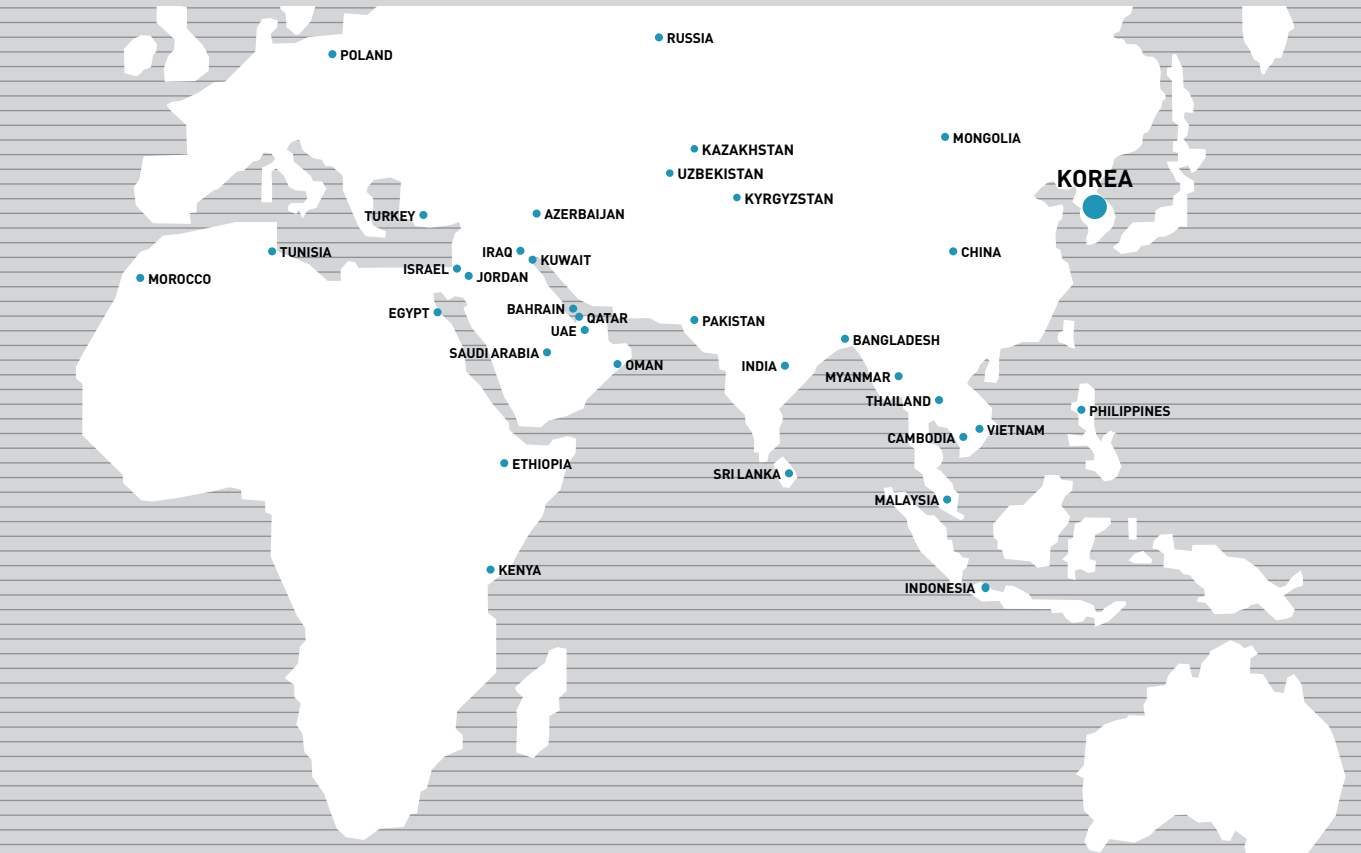 RUSSIA
POLAND
MONGOLIA
KAZAKHSTAN
UZBEKISTAN
KOREA
KYRGYZSTAN
TURKEY
AZERBAIJAN
TUNISIA
IRAQ
KUWAIT
CHINA
ISRAEL
JORDAN
MOROCCO
EGYPT
BAHRAIN
QATAR
UAE
PAKISTAN
BANGLADESH
SAUDI ARABIA
OMAN
INDIA
MYANMAR
THAILAND
PHILIPPINES
VIETNAM
CAMBODIA
ETHIOPIA
SRI LANKA
MALAYSIA
KENYA
INDONESIA